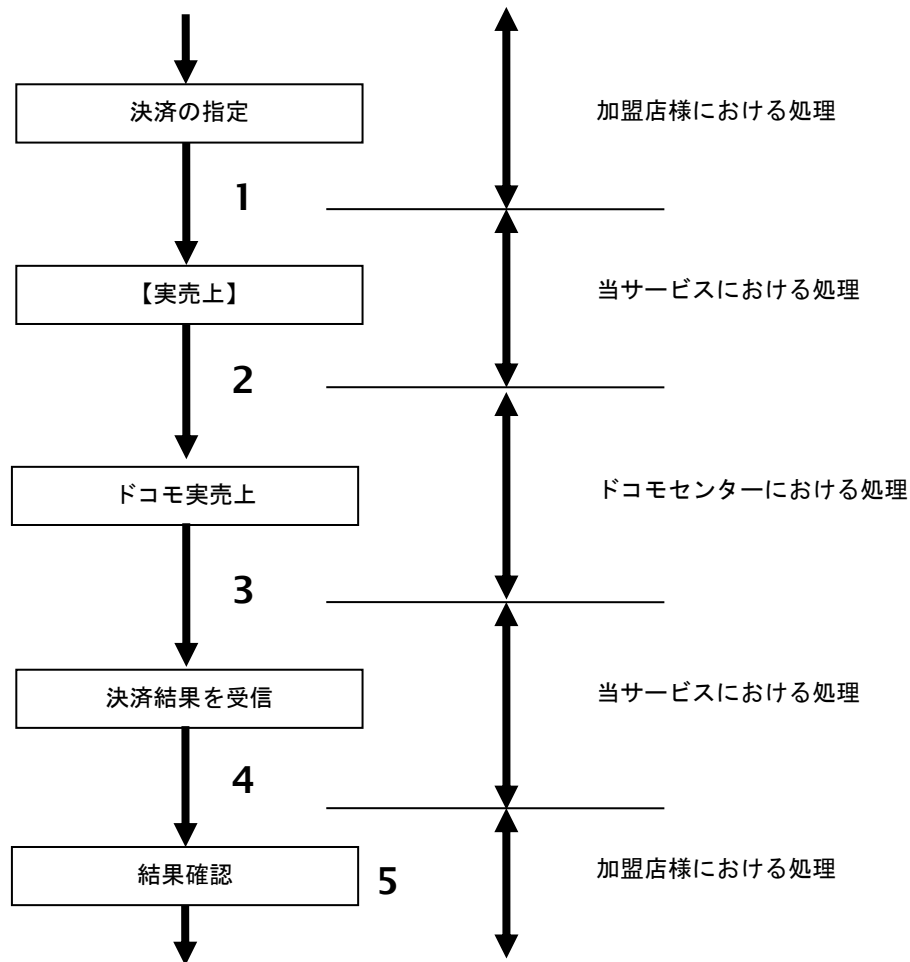 決済の指定
加盟店様における処理
1
【実売上】
当サービスにおける処理
2
ドコモ実売上
ドコモセンターにおける処理
3
決済結果を受信
当サービスにおける処理
4
結果確認
5
加盟店様における処理